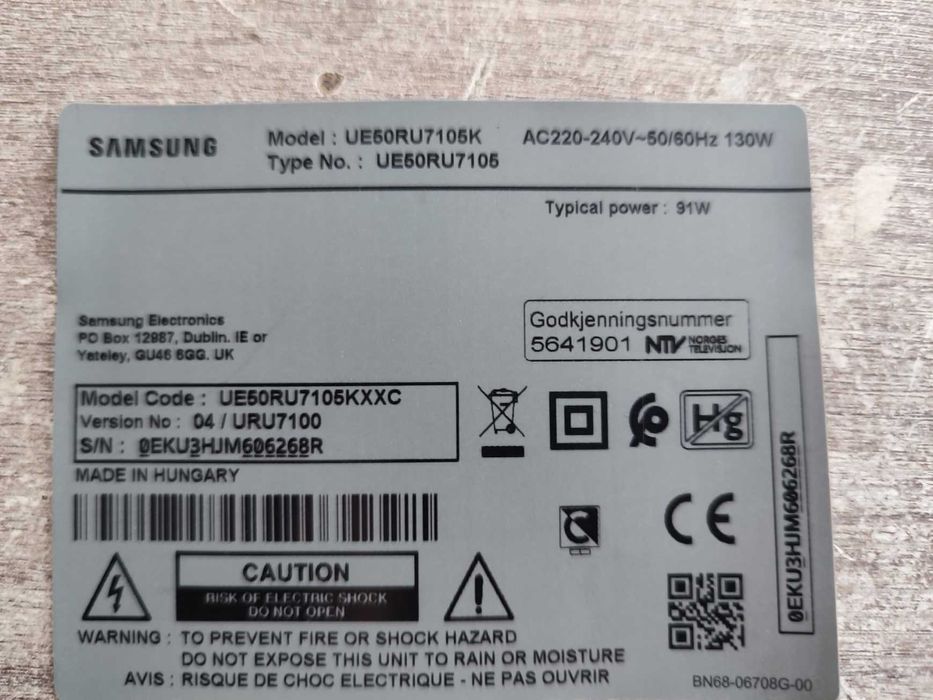 SAMSUNG
Model : UE50RU7105K
Type No. : UE50RU7105
AC220-240V~50/60Hz 130W
Typical power : 91W
Samsung Electronics
PO Box 12987, Dublin. IE or
Yateley, GU46 6GG. UK
Godkjenningsnummer
5641901 NTV NORGES
TELEVISJON
Model Code : UE50RU7105KXXC
Version No : 04 / URU7100
S/N : 0EKU3HJM606268R
Hg
MADE IN HUNGARY
CE
0EKU3HJM606268R
CAUTION
RISK OF ELECTRIC SHOCK
DO NOT OPEN
WARNING : TO PREVENT FIRE OR SHOCK HAZARD
DO NOT EXPOSE THIS UNIT TO RAIN OR MOISTURE
AVIS : RISQUE DE CHOC ELECTRIQUE - NE PAS OUVRIR
BN68-06708G-00